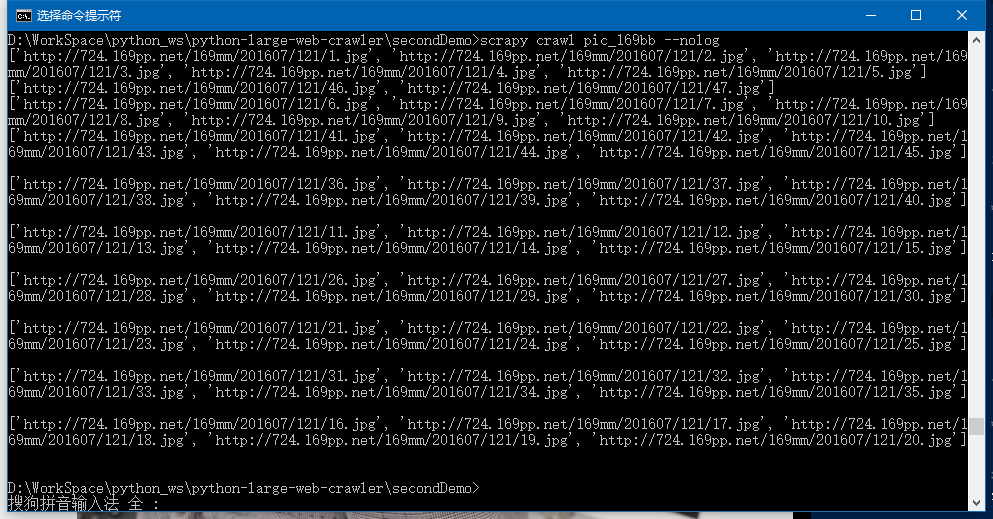 选择命令提示符
D:\WorkSpace\python_ws\python-large-web-crawler\secondDemo>scrapy crawl pic_169bb --nolog
['http://724.169pp.net/169mm/201607/121/1.jpg', 'http://724.169pp.net/169mm/201607/121/2.jpg', 'http://724.169pp.net/169
mm/201607/121/3.jpg', 'http://724.169pp.net/169mm/201607/121/4.jpg', 'http://724.169pp.net/169mm/201607/121/5.jpg']
['http://724.169pp.net/169mm/201607/121/46.jpg', 'http://724.169pp.net/169mm/201607/121/47.jpg']
['http://724.169pp.net/169mm/201607/121/6.jpg', 'http://724.169pp.net/169mm/201607/121/7.jpg', 'http://724.169pp.net/169
mm/201607/121/8.jpg', 'http://724.169pp.net/169mm/201607/121/9.jpg', 'http://724.169pp.net/169mm/201607/121/10.jpg']
['http://724.169pp.net/169mm/201607/121/41.jpg', 'http://724.169pp.net/169mm/201607/121/42.jpg', 'http://724.169pp.net/1
69mm/201607/121/43.jpg', 'http://724.169pp.net/169mm/201607/121/44.jpg', 'http://724.169pp.net/169mm/201607/121/45.jpg']
['http://724.169pp.net/169mm/201607/121/36.jpg', 'http://724.169pp.net/169mm/201607/121/37.jpg', 'http://724.169pp.net/1
69mm/201607/121/38.jpg', 'http://724.169pp.net/169mm/201607/121/39.jpg', 'http://724.169pp.net/169mm/201607/121/40.jpg']
['http://724.169pp.net/169mm/201607/121/11.jpg', 'http://724.169pp.net/169mm/201607/121/12.jpg', 'http://724.169pp.net/1
69mm/201607/121/13.jpg', 'http://724.169pp.net/169mm/201607/121/14.jpg', 'http://724.169pp.net/169mm/201607/121/15.jpg']
['http://724.169pp.net/169mm/201607/121/26.jpg', 'http://724.169pp.net/169mm/201607/121/27.jpg', 'http://724.169pp.net/1
69mm/201607/121/28.jpg', 'http://724.169pp.net/169mm/201607/121/29.jpg', 'http://724.169pp.net/169mm/201607/121/30.jpg']
['http://724.169pp.net/169mm/201607/121/21.jpg', 'http://724.169pp.net/169mm/201607/121/22.jpg', 'http://724.169pp.net/1
69mm/201607/121/23.jpg', 'http://724.169pp.net/169mm/201607/121/24.jpg', 'http://724.169pp.net/169mm/201607/121/25.jpg']
['http://724.169pp.net/169mm/201607/121/31.jpg', 'http://724.169pp.net/169mm/201607/121/32.jpg', 'http://724.169pp.net/1
69mm/201607/121/33.jpg', 'http://724.169pp.net/169mm/201607/121/34.jpg', 'http://724.169pp.net/169mm/201607/121/35.jpg']
['http://724.169pp.net/169mm/201607/121/16.jpg', 'http://724.169pp.net/169mm/201607/121/17.jpg', 'http://724.169pp.net/1
69mm/201607/121/18.jpg', 'http://724.169pp.net/169mm/201607/121/19.jpg', 'http://724.169pp.net/169mm/201607/121/20.jpg']
D:\WorkSpace\python_ws\python-large-web-crawler\secondDemo>
搜狗拼音输入法 全 :